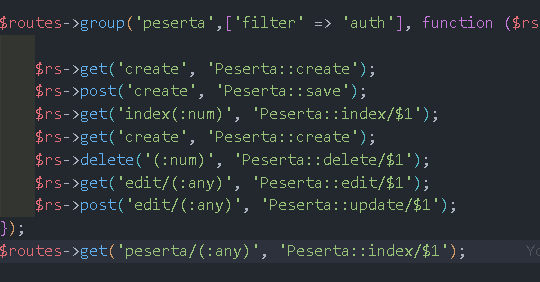 $routes->group('peserta',['filter' => 'auth'], function ($rs
$rs->get('create', 'Peserta::create');
$rs->post('create', 'Peserta::save');
$rs->get('index(:num)', 'Peserta::index/$1');
$rs->get('create', 'Peserta::create');
$rs->delete('(:num)', 'Peserta::delete/$1');
$rs->get('edit/(:any)', 'Peserta::edit/$1');
$rs->post('edit/(:any)', 'Peserta::update/$1');
});
$routes->get('peserta/(:any)', 'Peserta::index/$1'); Yo